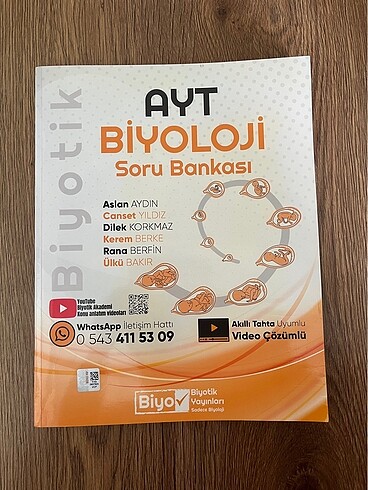 Biyotik
AYT
BİYOLOJİ
Soru Bankası
Aslan AYDIN
Canset YILDIZ
Dilek KORKMAZ
Kerem BERKE
Rana BERFİN
Ülkü BAKIR
YouTube
Biyotik Akademi
Konu anlatım videoları
WhatsApp İletişim Hattı
0 543 411 53 09
Akıllı Tahta Uyumlu
Video Çözümlü
Biyo
Biyotik
Yayınları
Sadece Biyoloji